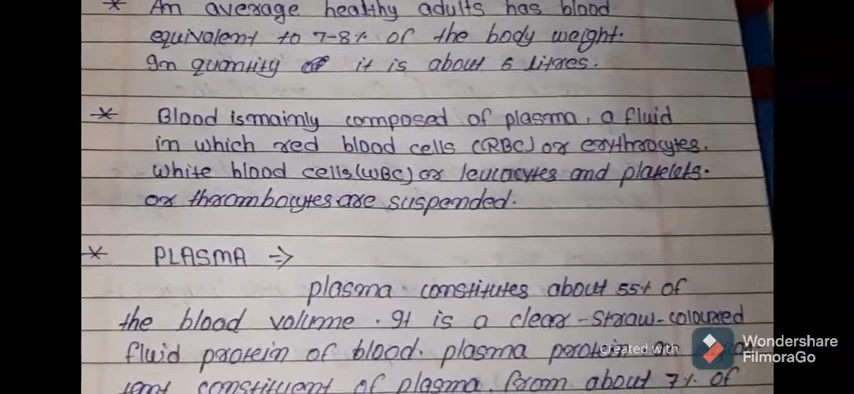 * An average healthy adults has blood
equivalent to 7-8% of the body weight.
In quantity it is about 6 litres.
* Blood is mainly composed of plasma, a fluid
in which red blood cells (RBC) or erythrocytes.
White blood cells (WBC) or leucocytes and platelets.
or thrombocytes are suspended.
* PLASMA ⇒
plasma constitutes about 55% of
the blood volume. It is a clear-straw-coloured
fluid protein of blood. plasma protein
constituent of plasma. from about 7% of
Created with Wondershare
FilmoraGo